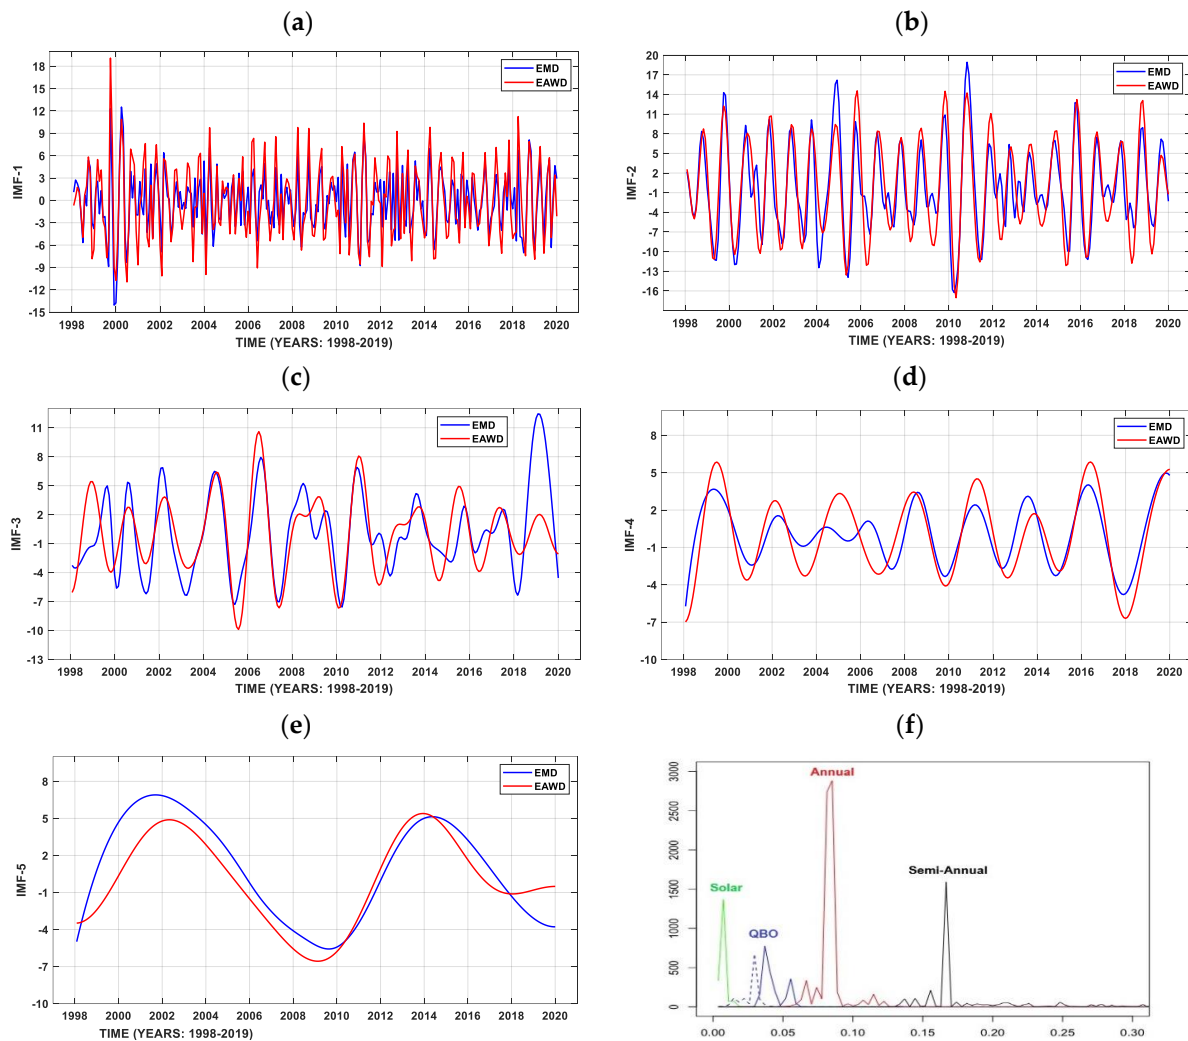 (a)
18
15
12
9
6
3
0
-3
-6
-9
-12
-15
IMF-1
EMD
EAWD
1998 2000 2002 2004 2006 2008 2010 2012 2014 2016 2018 2020
TIME (YEARS: 1998-2019)
(b)
20
17
14
11
8
5
2
-1
-4
-7
-10
-13
-16
IMF-2
EMD
EAWD
1998 2000 2002 2004 2006 2008 2010 2012 2014 2016 2018 2020
TIME (YEARS: 1998-2019)
(c)
11
8
5
2
-1
-4
-7
-10
-13
IMF-3
EMD
EAWD
1998 2000 2002 2004 2006 2008 2010 2012 2014 2016 2018 2020
TIME (YEARS: 1998-2019)
(d)
8
5
2
-1
-4
-7
-10
IMF-4
EMD
EAWD
1998 2000 2002 2004 2006 2008 2010 2012 2014 2016 2018 2020
TIME (YEARS: 1998-2019)
(e)
8
5
2
-1
-4
-7
-10
IMF-5
EMD
EAWD
1998 2000 2002 2004 2006 2008 2010 2012 2014 2016 2018 2020
TIME (YEARS: 1998-2019)
(f)
3000
2500
2000
1500
1000
500
0
Annual
Semi-Annual
Solar
QBO
0.00 0.05 0.10 0.15 0.20 0.25 0.30